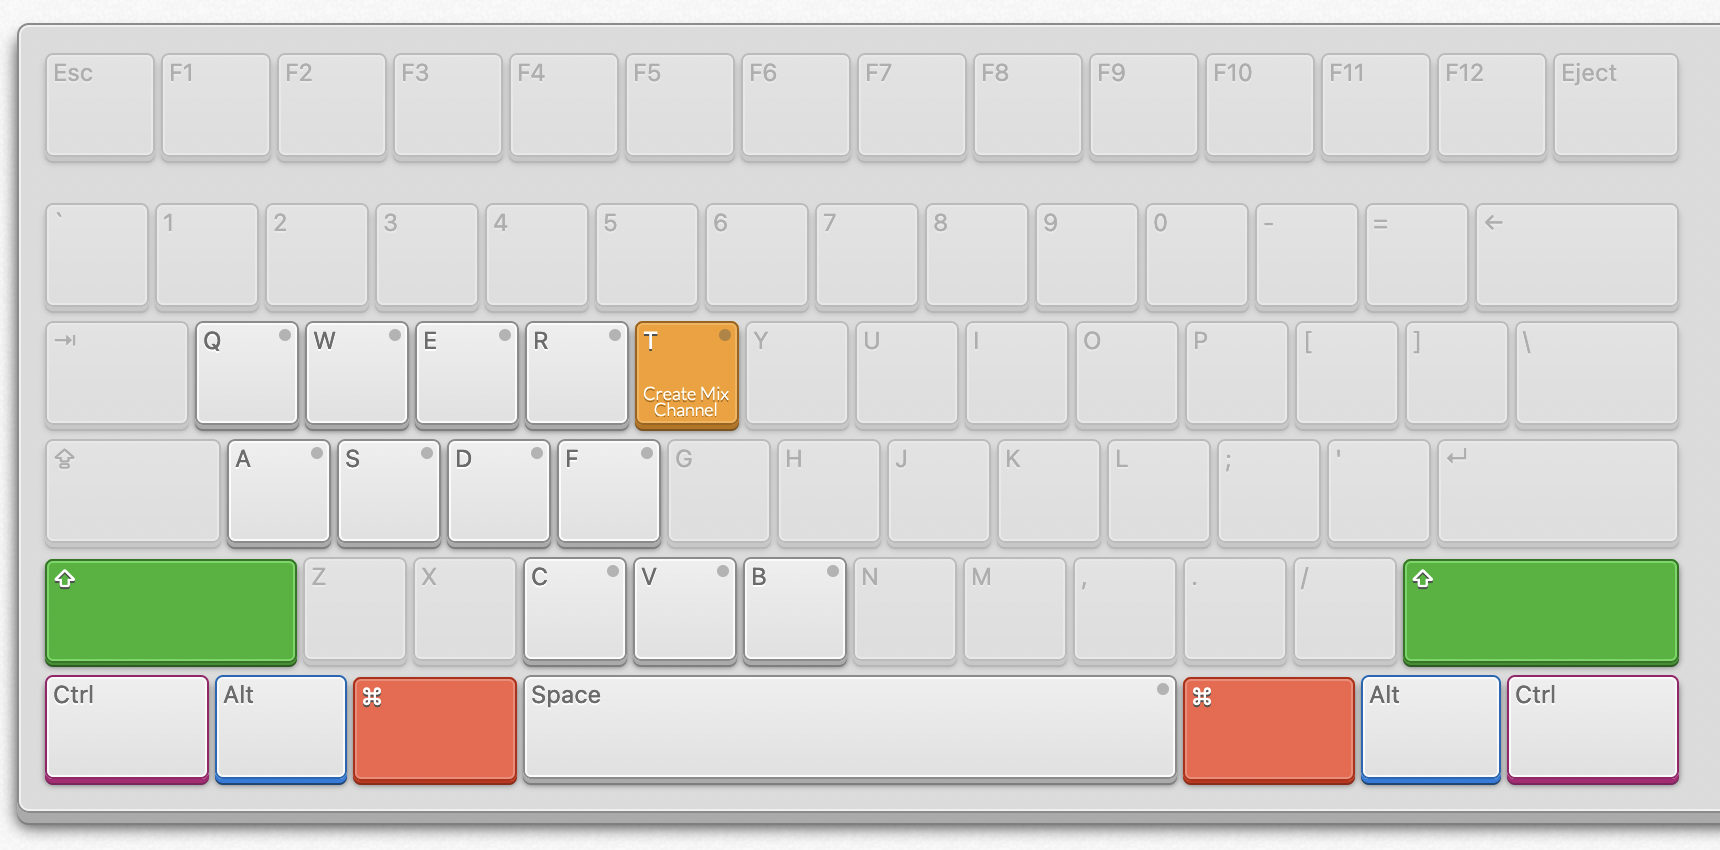 Esc F1 F2 F3 F4 F5 F6 F7 F8 F9 F10 F11 F12 Eject
` 1 2 3 4 5 6 7 8 9 0 - = ←
⇥ Q W E R T Y U I O P [ ] \
Create Mix
Channel
⇪ A S D F G H J K L ; ' ↵
⇧ Z X C V B N M , . / ⇧
Ctrl Alt ⌘ Space ⌘ Alt Ctrl